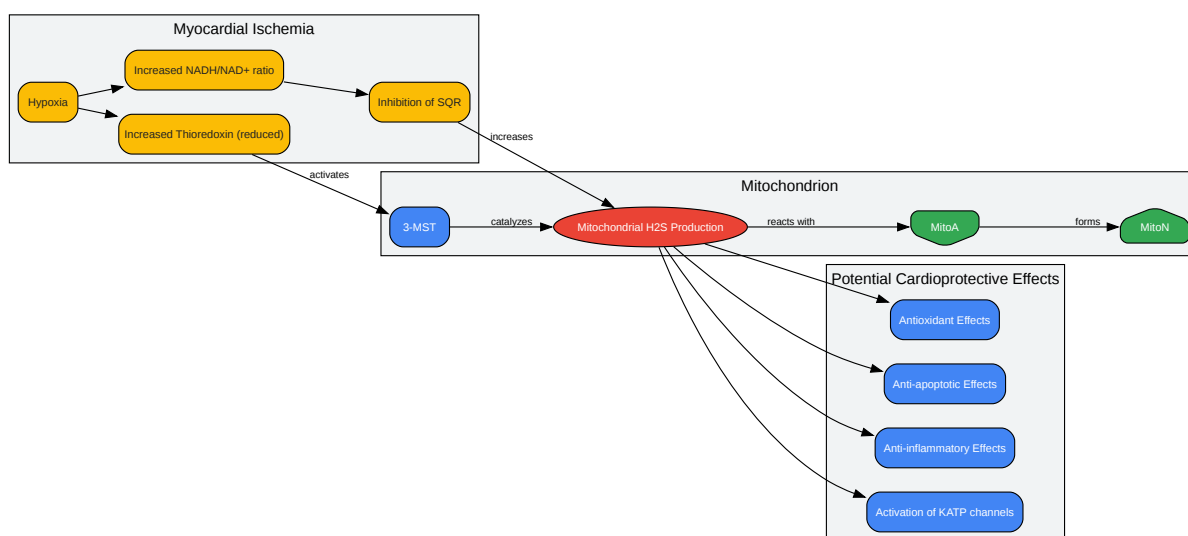 Myocardial Ischemia
Increased NADH/NAD+ ratio
Hypoxia
Inhibition of SQR
Increased Thioredoxin (reduced)
increases
activates
Mitochondrion
3-MST
catalyzes
Mitochondrial H2S Production
reacts with
MitoA
forms
MitoN
Potential Cardioprotective Effects
Antioxidant Effects
Anti-apoptotic Effects
Anti-inflammatory Effects
Activation of KATP channels